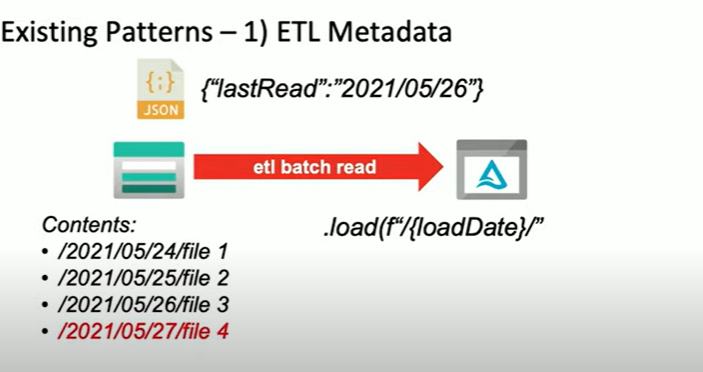 Existing Patterns – 1) ETL Metadata
{;}
JSON
{“lastRead”:”2021/05/26”}
etl batch read
.load(f“/{loadDate}/”
Contents:
• /2021/05/24/file 1
• /2021/05/25/file 2
• /2021/05/26/file 3
• /2021/05/27/file 4